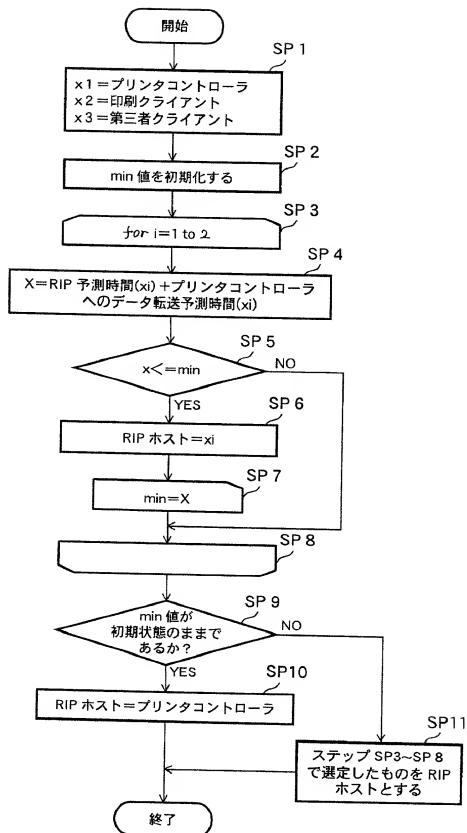 開始
SP 1
x1＝プリンタコントローラ
x2＝印刷クライアント
x3＝第三者クライアント
SP 2
min 値を初期化する
SP 3
for i=1 to 2
SP 4
X＝RIP 予測時間(xi)＋プリンタコントローラ
へのデータ転送予測時間(xi)
SP 5
x＜＝min
NO
YES
SP 6
RIP ホスト＝xi
SP 7
min＝X
SP 8
SP 9
min 値が
初期状態のままで
あるか？
NO
YES
SP10
RIP ホスト＝プリンタコントローラ
SP11
ステップ SP3~SP 8
で選定したものを RIP
ホストとする
終了